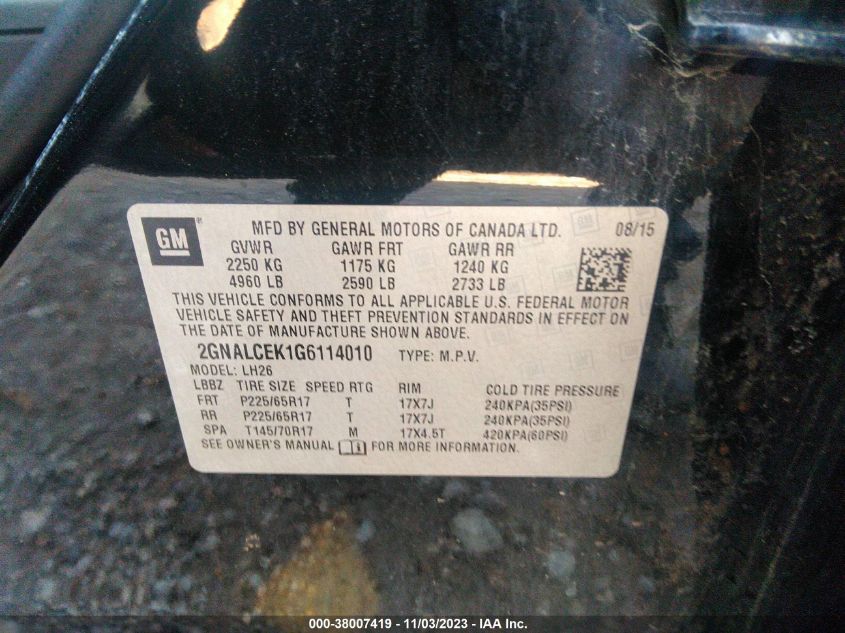 GM
MFD BY GENERAL MOTORS OF CANADA LTD. 08/15
GVWR GAWR FRT GAWR RR
2250 KG 1175 KG 1240 KG
4960 LB 2590 LB 2733 LB
THIS VEHICLE CONFORMS TO ALL APPLICABLE U.S. FEDERAL MOTOR
VEHICLE SAFETY AND THEFT PREVENTION STANDARDS IN EFFECT ON
THE DATE OF MANUFACTURE SHOWN ABOVE.
2GNALCEK1G6114010 TYPE: M.P.V.
MODEL: LH26
LBBZ TIRE SIZE SPEED RTG RIM COLD TIRE PRESSURE
FRT P225/65R17 T 17X7J 240KPA(35PSI)
RR P225/65R17 T 17X7J 240KPA(35PSI)
SPA T145/70R17 M 17X4.5T 420KPA(60PSI)
SEE OWNER'S MANUAL FOR MORE INFORMATION.
000-38007419 - 11/03/2023 - IAA Inc.